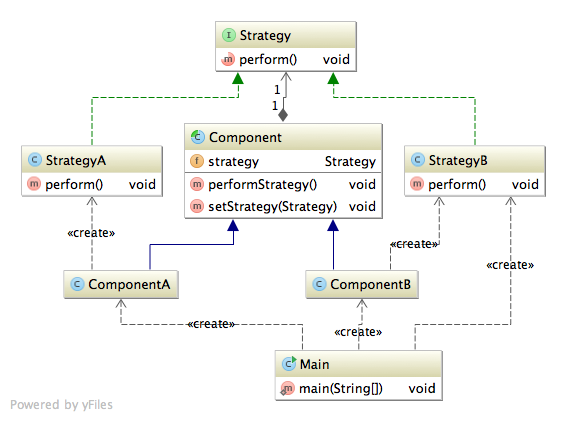 I Strategy
m perform() void
1
1
C Component
f strategy Strategy
m performStrategy() void
m setStrategy(Strategy) void
C StrategyA
m perform() void
C StrategyB
m perform() void
«create»
«create»
«create»
C ComponentA
C ComponentB
«create»
«create»
C Main
m main(String[]) void
Powered by yFiles